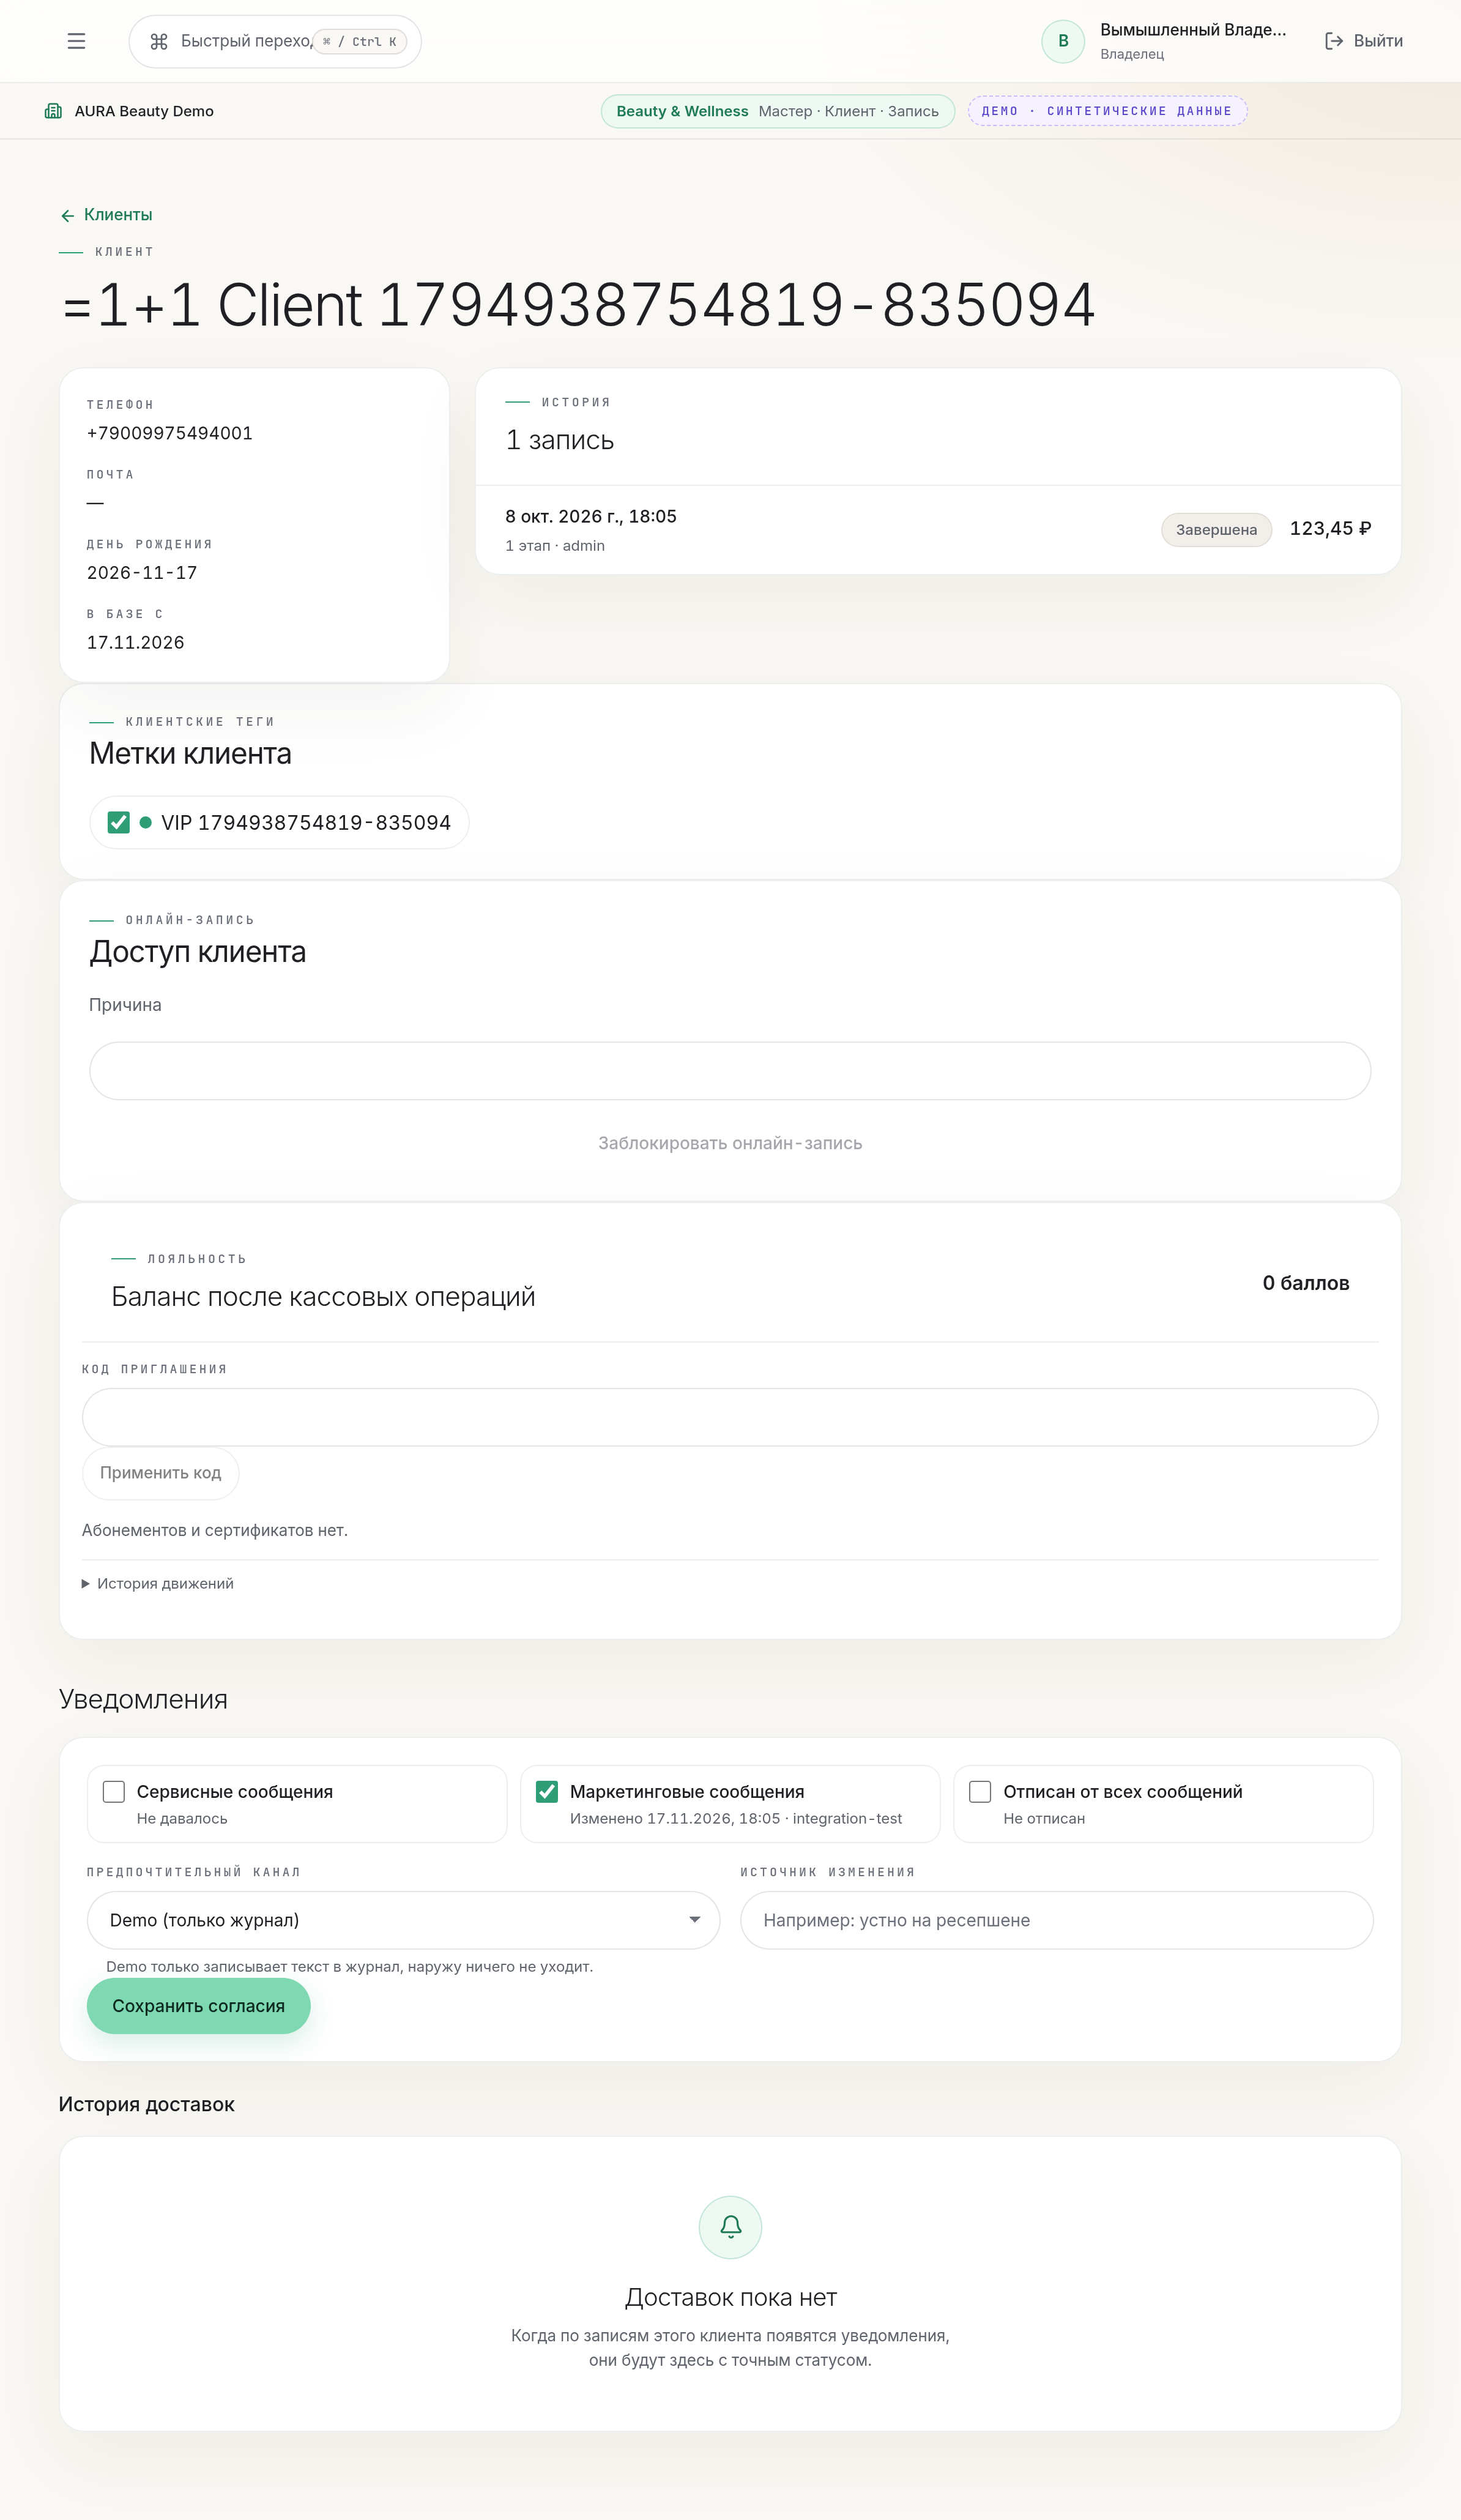 Быстрый переход
⌘ / Ctrl K
В
Вымышленный Владе...
Владелец
Выйти
AURA Beauty Demo
Beauty & Wellness Мастер · Клиент · Запись
ДЕМО · СИНТЕТИЧЕСКИЕ ДАННЫЕ
← Клиенты
КЛИЕНТ
=1+1 Client 1794938754819-835094
ТЕЛЕФОН
+79009975494001
ПОЧТА
—
ДЕНЬ РОЖДЕНИЯ
2026-11-17
В БАЗЕ С
17.11.2026
ИСТОРИЯ
1 запись
8 окт. 2026 г., 18:05
1 этап · admin
Завершена
123,45 ₽
КЛИЕНТСКИЕ ТЕГИ
Метки клиента
VIP 1794938754819-835094
ОНЛАЙН-ЗАПИСЬ
Доступ клиента
Причина
Заблокировать онлайн-запись
ЛОЯЛЬНОСТЬ
Баланс после кассовых операций
0 баллов
КОД ПРИГЛАШЕНИЯ
Применить код
Абонементов и сертификатов нет.
История движений
Уведомления
Сервисные сообщения
Не давалось
Маркетинговые сообщения
Изменено 17.11.2026, 18:05 · integration-test
Отписан от всех сообщений
Не отписан
ПРЕДПОЧТИТЕЛЬНЫЙ КАНАЛ
Demo (только журнал)
Demo только записывает текст в журнал, наружу ничего не уходит.
ИСТОЧНИК ИЗМЕНЕНИЯ
Например: устно на ресепшене
Сохранить согласия
История доставок
Доставок пока нет
Когда по записям этого клиента появятся уведомления,
они будут здесь с точным статусом.